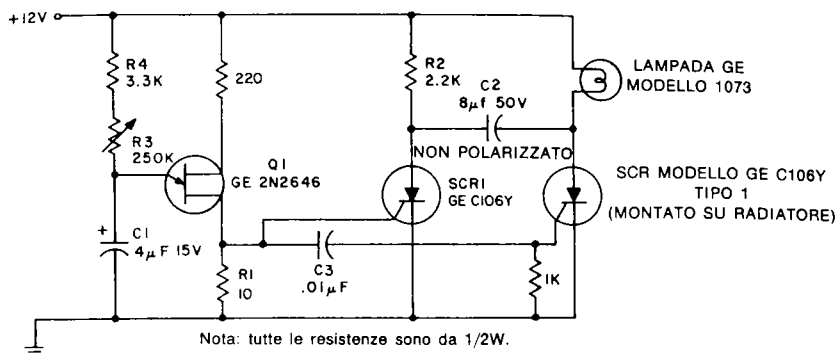 +12V
R4
3.3K
220
R3
250K
Q1
GE 2N2646
R2
2.2K
C2
8µf 50V
NON POLARIZZATO
SCR1
GE C106Y
LAMPADA GE
MODELLO 1073
SCR MODELLO GE C106Y
TIPO 1
(MONTATO SU RADIATORE)
+
C1
4µF 15V
R1
10
C3
.01µF
1K
Nota: tutte le resistenze sono da 1/2W.